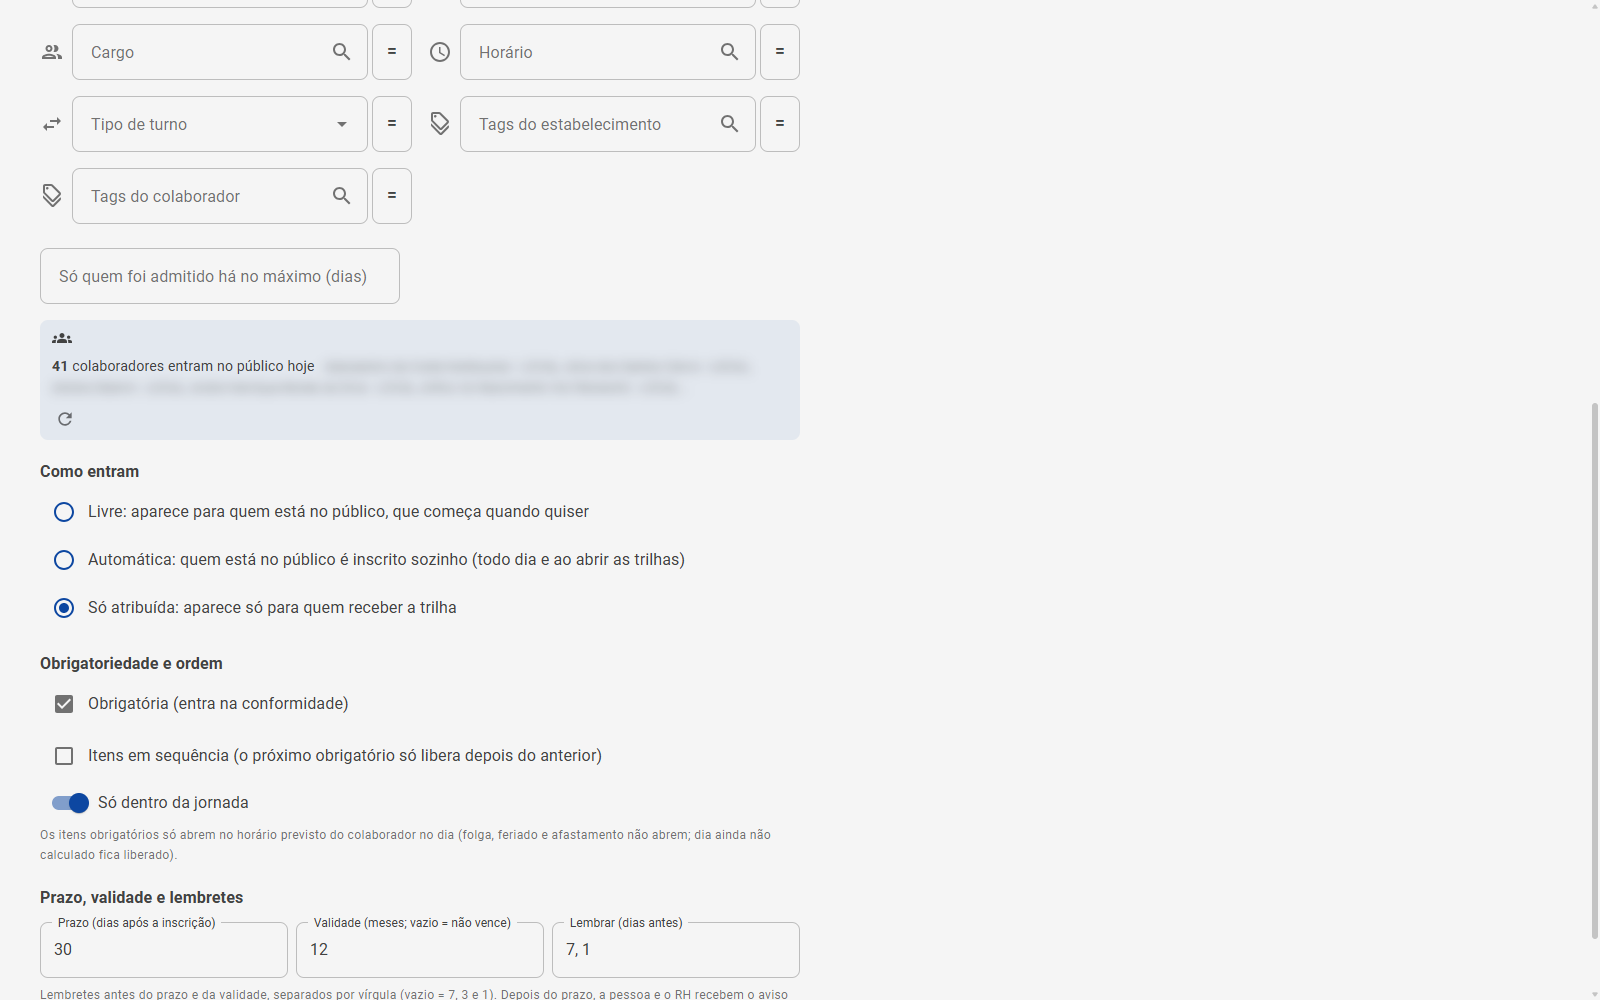 Cargo
=
Horário
=
Tipo de turno
=
Tags do estabelecimento
=
Tags do colaborador
=
Só quem foi admitido há no máximo (dias)
41 colaboradores entram no público hoje
Como entram
Livre: aparece para quem está no público, que começa quando quiser
Automática: quem está no público é inscrito sozinho (todo dia e ao abrir as trilhas)
Só atribuída: aparece só para quem receber a trilha
Obrigatoriedade e ordem
Obrigatória (entra na conformidade)
Itens em sequência (o próximo obrigatório só libera depois do anterior)
Só dentro da jornada
Os itens obrigatórios só abrem no horário previsto do colaborador no dia (folga, feriado e afastamento não abrem; dia ainda não
calculado fica liberado).
Prazo, validade e lembretes
Prazo (dias após a inscrição)
30
Validade (meses; vazio = não vence)
12
Lembrar (dias antes)
7, 1
Lembretes antes do prazo e da validade, separados por vírgula (vazio = 7, 3 e 1). Depois do prazo, a pessoa e o RH recebem o aviso